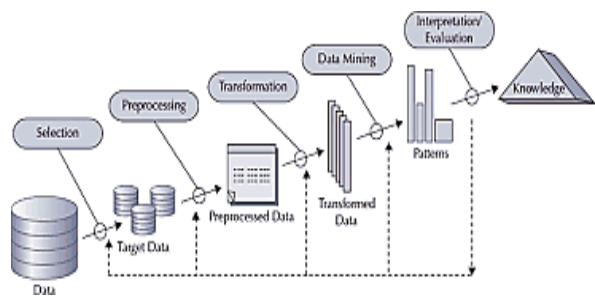 Interpretation/
Evaluation
Data Mining
Transformation
Preprocessing
Selection
Knowledge
Patterns
Transformed
Data
Preprocessed Data
Target Data
Data